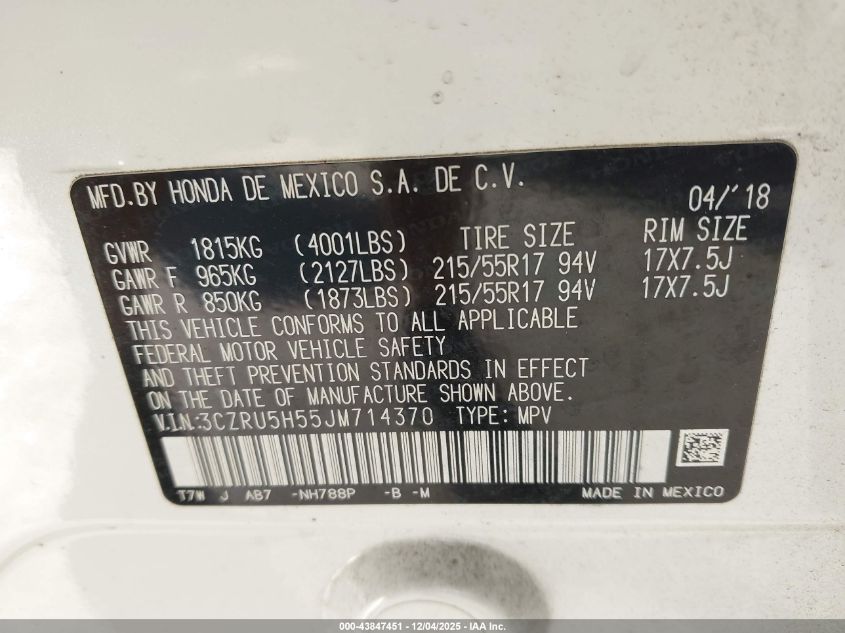 MFD.BY HONDA DE MEXICO S.A. DE C.V.
04/'18
GVWR 1815KG (4001LBS) TIRE SIZE RIM SIZE
GAWR F 965KG (2127LBS) 215/55R17 94V 17X7.5J
GAWR R 850KG (1873LBS) 215/55R17 94V 17X7.5J
THIS VEHICLE CONFORMS TO ALL APPLICABLE
FEDERAL MOTOR VEHICLE SAFETY
AND THEFT PREVENTION STANDARDS IN EFFECT
ON THE DATE OF MANUFACTURE SHOWN ABOVE.
V.I.N.:3CZRU5H55JM714370 TYPE: MPV
T7W J AB7 -NH788P -B -M MADE IN MEXICO
000-43847451 - 12/04/2025 - IAA Inc.